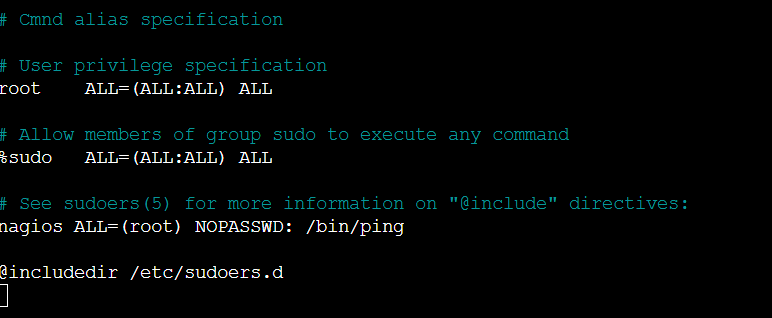 # Cmnd alias specification
# User privilege specification
root    ALL=(ALL:ALL) ALL
# Allow members of group sudo to execute any command
%sudo   ALL=(ALL:ALL) ALL
# See sudoers(5) for more information on "@include" directives:
nagios ALL=(root) NOPASSWD: /bin/ping
@includedir /etc/sudoers.d